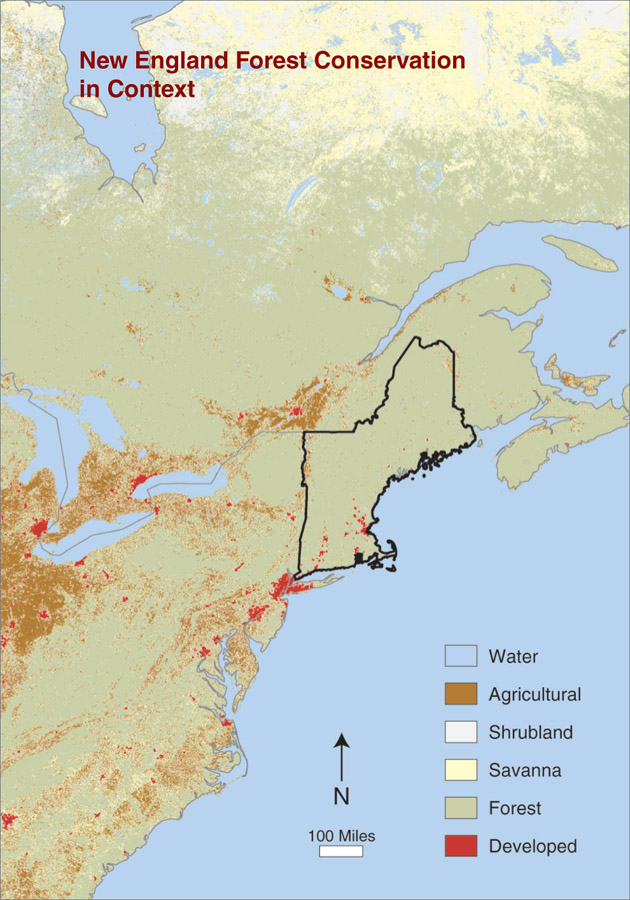 New England Forest Conservation
in Context
Water
Agricultural
Shrubland
Savanna
Forest
Developed
N
100 Miles